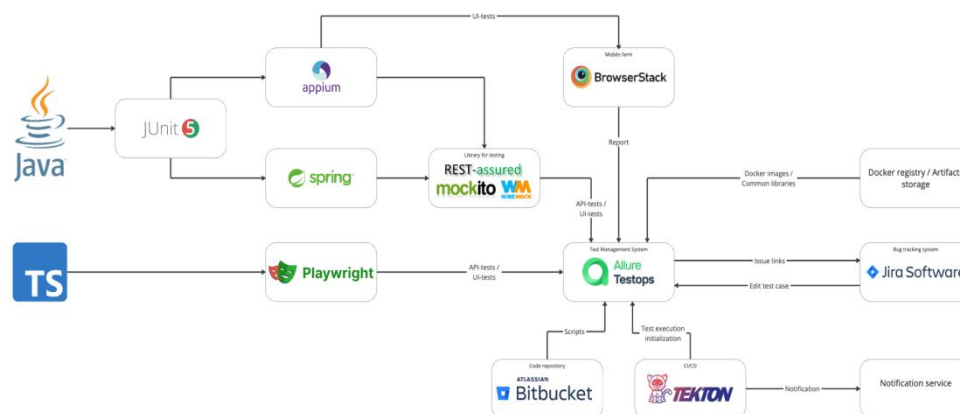 UI-tests
Mobile farm
BrowserStack
appium
Java
JUnit 5
Report
Library for testing
REST-assured
mockito WM
WIREMOCK
spring
Docker images /
Common libraries
Docker registry / Artifact
storage
API-tests /
UI-tests
Test Management System
Bug tracking system
TS
Playwright
API-tests /
UI-tests
Allure
Testops
Issue links
Jira Software
Edit test case
Scripts
Test execution
initialization
Code repository
CI/CD
ATLASSIAN
Bitbucket
TEKTON
Notification
Notification service